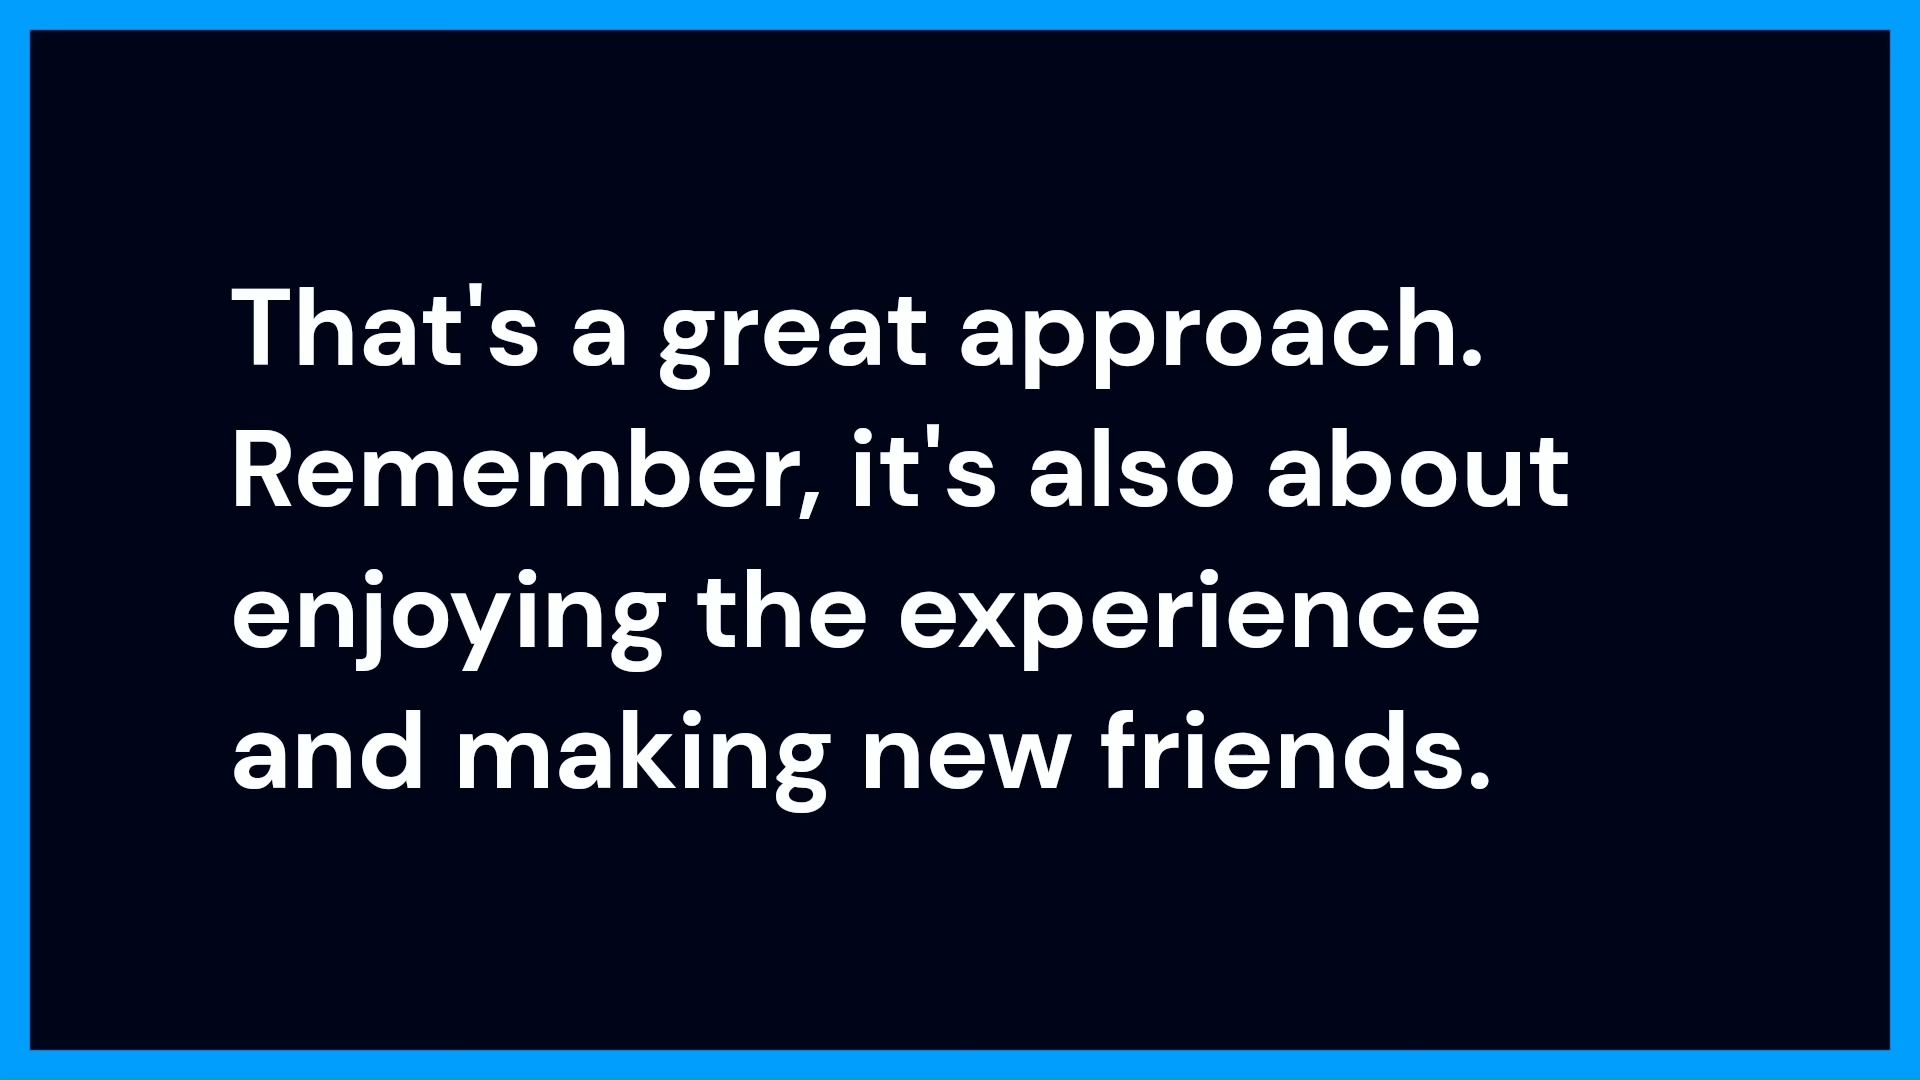 That's a great approach.
Remember, it's also about
enjoying the experience
and making new friends.